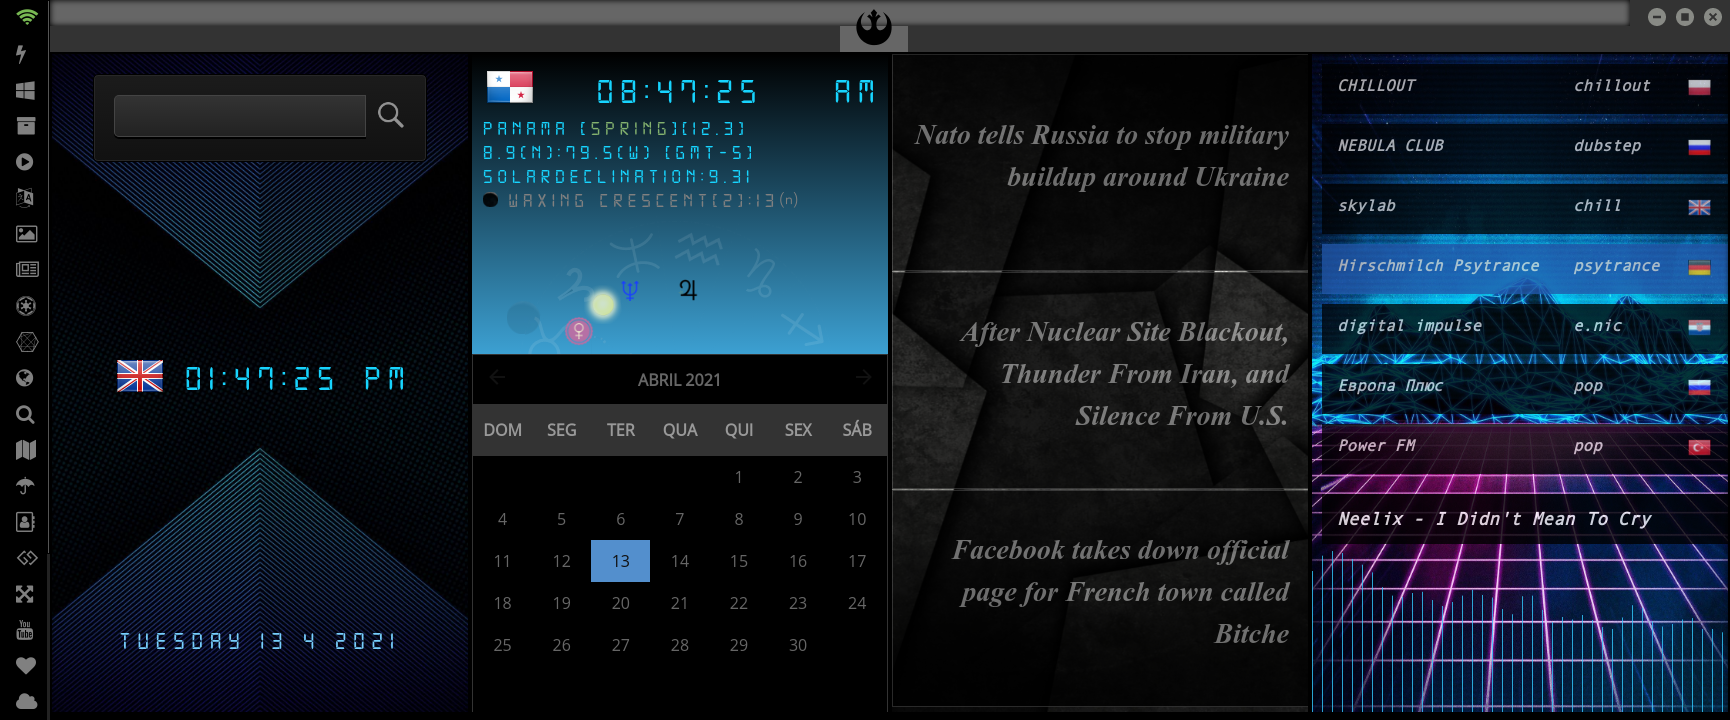 01:47:25 PM
TUESDAY 13 4 2021
08:47:25 AM
PANAMA [SPRING][12.3]
8.9(N):79.5(W) [GMT-5]
SOLARDECLINATION:9.31
WAXING CRESCENT[2]:13(n)
ABRIL 2021
DOM SEG TER QUA QUI SEX SÁB
1 2 3
4 5 6 7 8 9 10
11 12 13 14 15 16 17
18 19 20 21 22 23 24
25 26 27 28 29 30
Nato tells Russia to stop military
buildup around Ukraine
After Nuclear Site Blackout,
Thunder From Iran, and
Silence From U.S.
Facebook takes down official
page for French town called
Bitche
CHILLOUT chillout
NEBULA CLUB dubstep
skylab chill
Hirschmilch Psytrance psytrance
digital impulse e.nic
Европа Плюс pop
Power FM pop
Neelix - I Didn't Mean To Cry
You
Tube